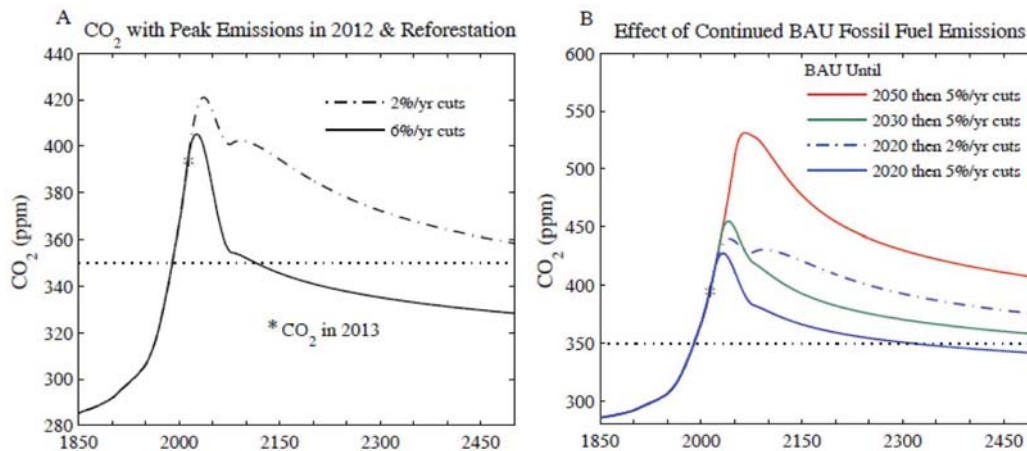 A
CO2 with Peak Emissions in 2012 & Reforestation
440
420
400
380
360
340
320
300
280
CO2 (ppm)
2%/yr cuts
6%/yr cuts
* CO2 in 2013
1850
2000
2150
2300
2450
B
Effect of Continued BAU Fossil Fuel Emissions
600
550
500
450
400
350
300
CO2 (ppm)
BAU Until
2050 then 5%/yr cuts
2030 then 5%/yr cuts
2020 then 2%/yr cuts
2020 then 5%/yr cuts
1850
2000
2150
2300
2450